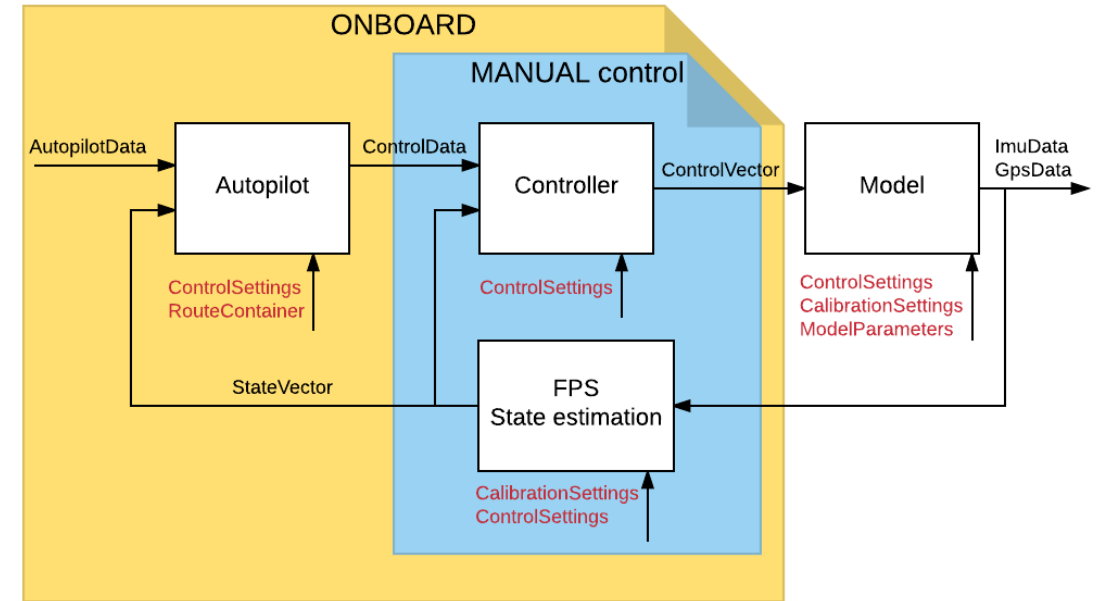 ONBOARD
MANUAL control
AutopilotData
Autopilot
ControlData
Controller
ControlVector
Model
ImuData
GpsData
ControlSettings
RouteContainer
ControlSettings
ControlSettings
CalibrationSettings
ModelParameters
StateVector
FPS
State estimation
CalibrationSettings
ControlSettings